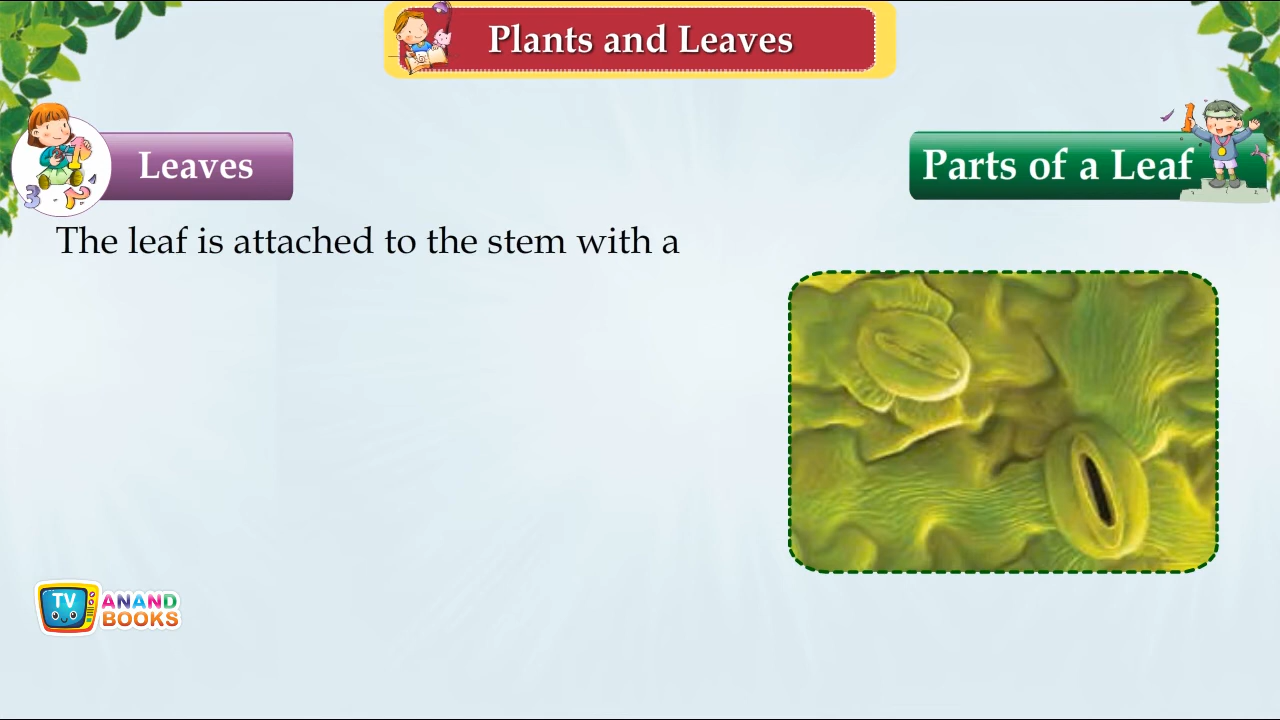 Plants and Leaves
Leaves
Parts of a Leaf
The leaf is attached to the stem with a
TV
ANAND
BOOKS